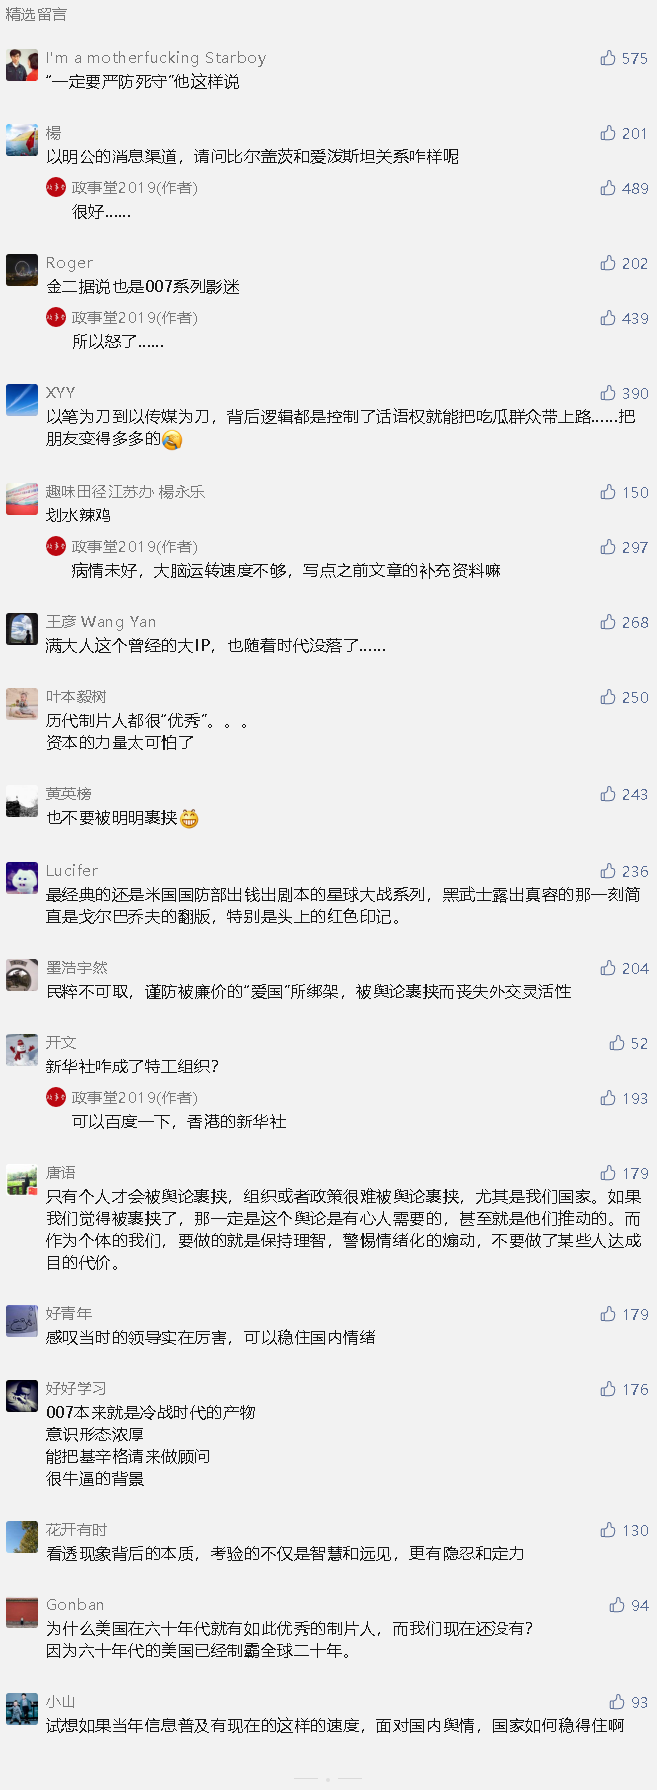 精选留言
I'm a motherfucking Starboy
575
“一定要严防死守”他这样说
楊
201
以明公的消息渠道，请问比尔盖茨和爱泼斯坦关系咋样呢
政事堂2019(作者)
489
很好……
Roger
202
金二据说也是007系列影迷
政事堂2019(作者)
439
所以怒了……
XYY
390
以笔为刀到以传媒为刀，背后逻辑都是控制了话语权就能把吃瓜群众带上路……把
朋友变得多多的
趣味田径江苏办 楊永乐
150
划水辣鸡
政事堂2019(作者)
297
病情未好，大脑运转速度不够，写点之前文章的补充资料嘛
王彦 Wang Yan
268
满大人这个曾经的大IP，也随着时代没落了……
叶本毅树
250
历代制片人都很“优秀”。。。
资本的力量太可怕了
黄英榜
243
也不要被明明裹挟
Lucifer
236
最经典的还是米国国防部出钱出剧本的星球大战系列，黑武士露出真容的那一刻简
直是戈尔巴乔夫的翻版，特别是头上的红色印记。
墨浩宇然
204
民粹不可取，谨防被廉价的“爱国”所绑架，被舆论裹挟而丧失外交灵活性
开文
52
新华社咋成了特工组织？
政事堂2019(作者)
193
可以百度一下，香港的新华社
唐语
179
只有个人才会被舆论裹挟，组织或者政策很难被舆论裹挟，尤其是我们国家。如果
我们觉得被裹挟了，那一定是这个舆论是有心人需要的，甚至就是他们推动的。而
作为个体的我们，要做的就是保持理智，警惕情绪化的煽动，不要做了某些人达成
目的代价。
好青年
179
感叹当时的领导实在厉害，可以稳住国内情绪
好好学习
176
007本来就是冷战时代的产物
意识形态浓厚
能把基辛格请来做顾问
很牛逼的背景
花开有时
130
看透现象背后的本质，考验的不仅是智慧和远见，更有隐忍和定力
Gonban
94
为什么美国在六十年代就有如此优秀的制片人，而我们现在还没有？
因为六十年代的美国已经制霸全球二十年。
小山
93
试想如果当年信息普及有现在的这样的速度，面对国内舆情，国家如何稳得住啊